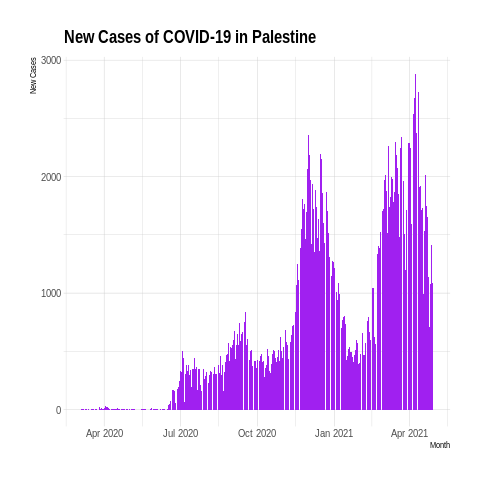 New Cases of COVID-19 in Palestine
New Cases
3000
2000
1000
0
Apr 2020 Jul 2020 Oct 2020 Jan 2021 Apr 2021
Month